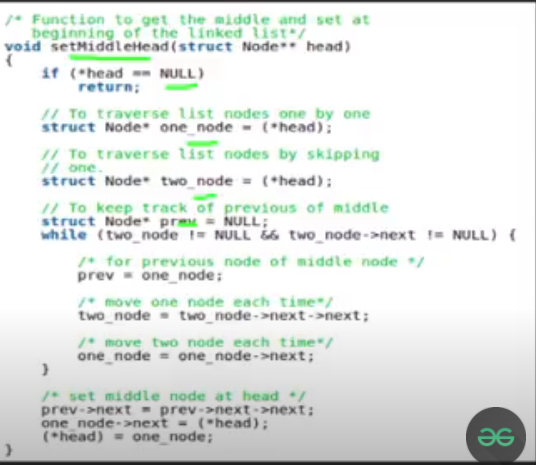 /* Function to get the middle and set at
beginning of the linked list*/
void setMiddleHead(struct Node** head)
{
if (*head == NULL)
return;
// To traverse list nodes one by one
struct Node* one_node = (*head);
// To traverse list nodes by skipping
// one.
struct Node* two_node = (*head);
// To keep track of previous of middle
struct Node* prev = NULL;
while (two_node != NULL && two_node->next != NULL) {
/* for previous node of middle node */
prev = one_node;
/* move one node each time*/
two_node = two_node->next->next;
/* move two node each time*/
one_node = one_node->next;
}
/* set middle node at head */
prev->next = prev->next->next;
one_node->next = (*head);
(*head) = one_node;
}